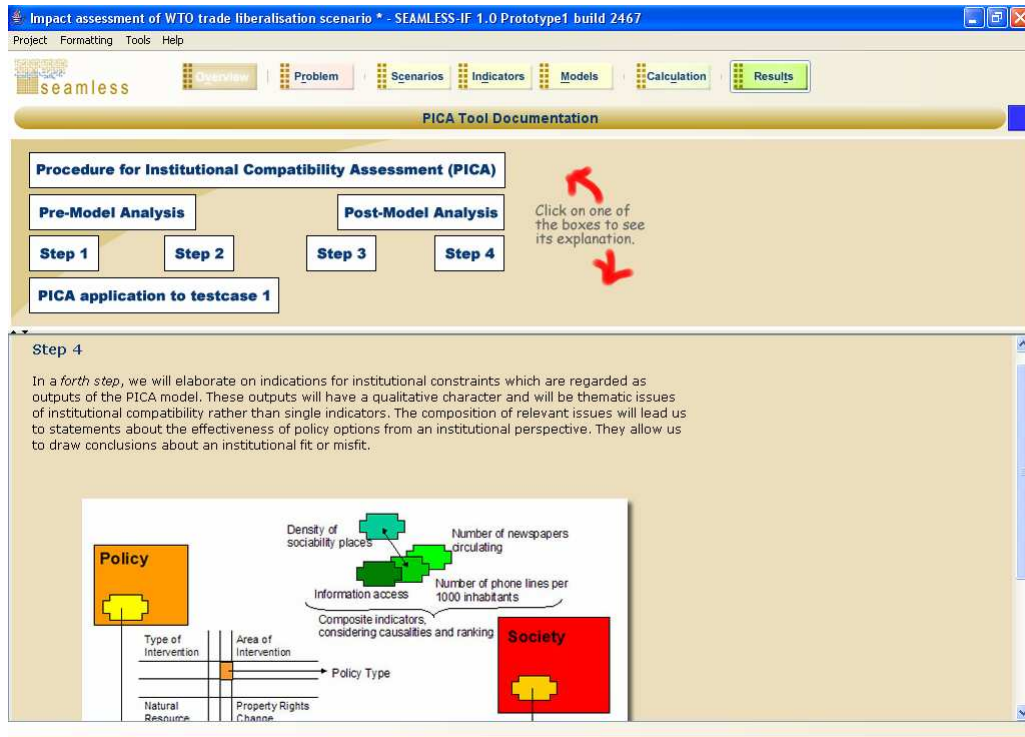 Impact assessment of WTO trade liberalisation scenario * - SEAMLESS-IF 1.0 Prototype1 build 2467
Project Formatting Tools Help
seamless
Overview Problem Scenarios Indicators Models Calculation Results
PICA Tool Documentation
Procedure for Institutional Compatibility Assessment (PICA)
Pre-Model Analysis
Post-Model Analysis
Click on one of
the boxes to see
its explanation.
Step 1
Step 2
Step 3
Step 4
PICA application to testcase 1
Step 4
In a forth step, we will elaborate on indications for institutional constraints which are regarded as
outputs of the PICA model. These outputs will have a qualitative character and will be thematic issues
of institutional compatibility rather than single indicators. The composition of relevant issues will lead us
to statements about the effectiveness of policy options from an institutional perspective. They allow us
to draw conclusions about an institutional fit or misfit.
Policy
Density of
sociability places
Number of newspapers
circulating
Information access
Number of phone lines per
1000 inhabitants
Composite indicators,
considering causalities and ranking
Society
Type of
Intervention
Area of
Intervention
Policy Type
Natural
Resource
Property Rights
Change